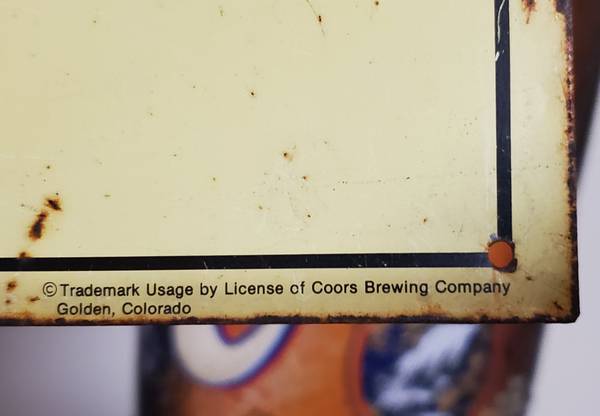 ©Trademark Usage by License of Coors Brewing Company
Golden, Colorado